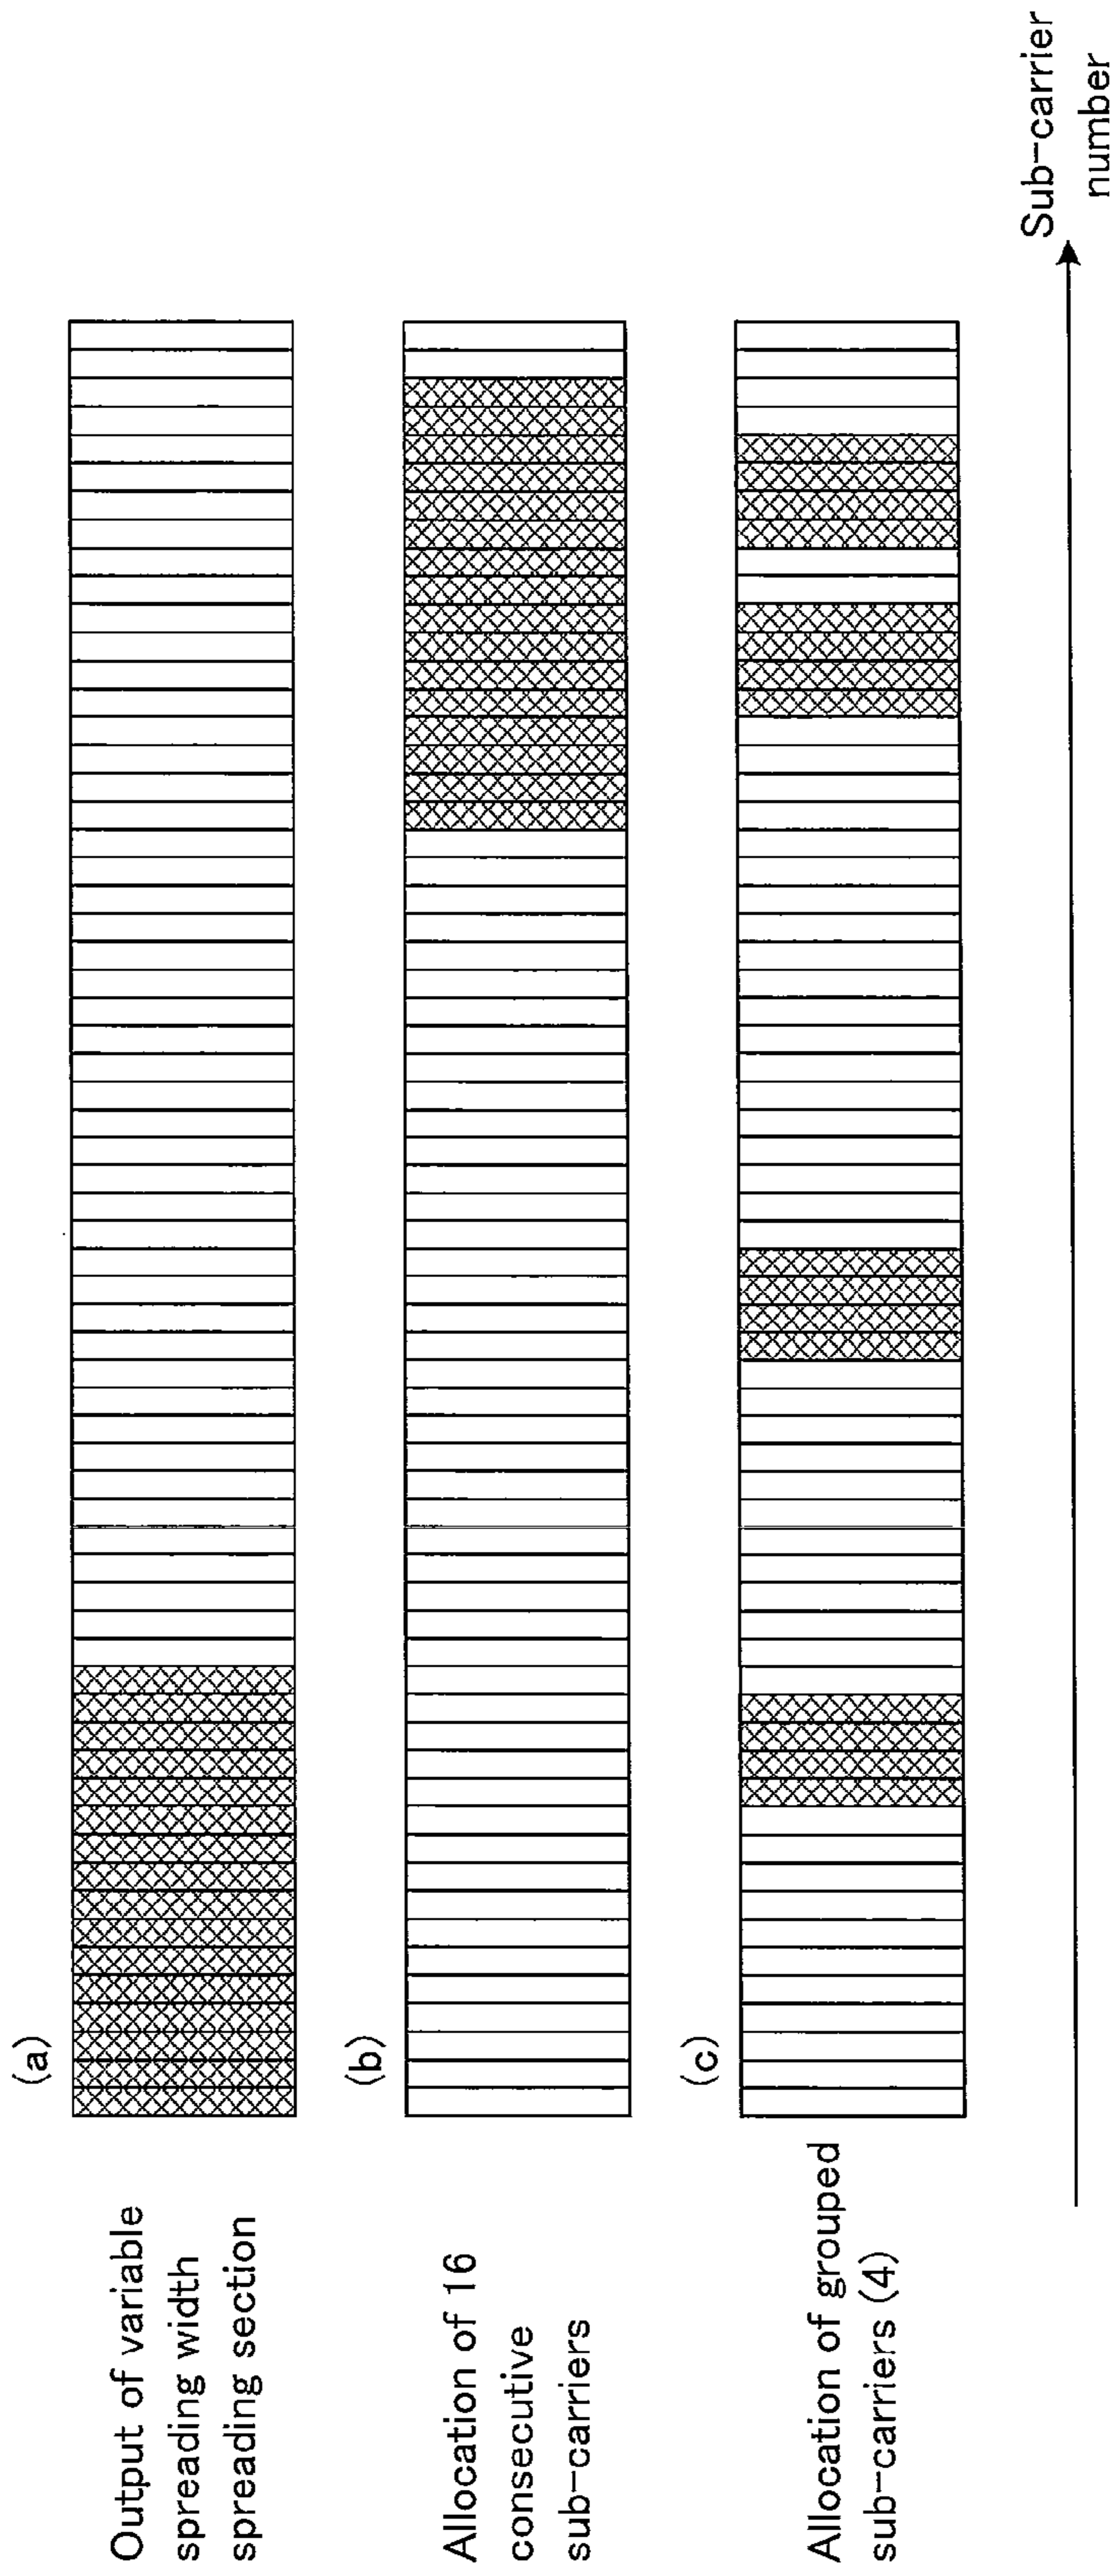 (a)
Output of variable
spreading width
spreading section
(b)
Allocation of 16
consecutive
sub-carriers
(c)
Allocation of grouped
sub-carriers (4)
Sub-carrier
number